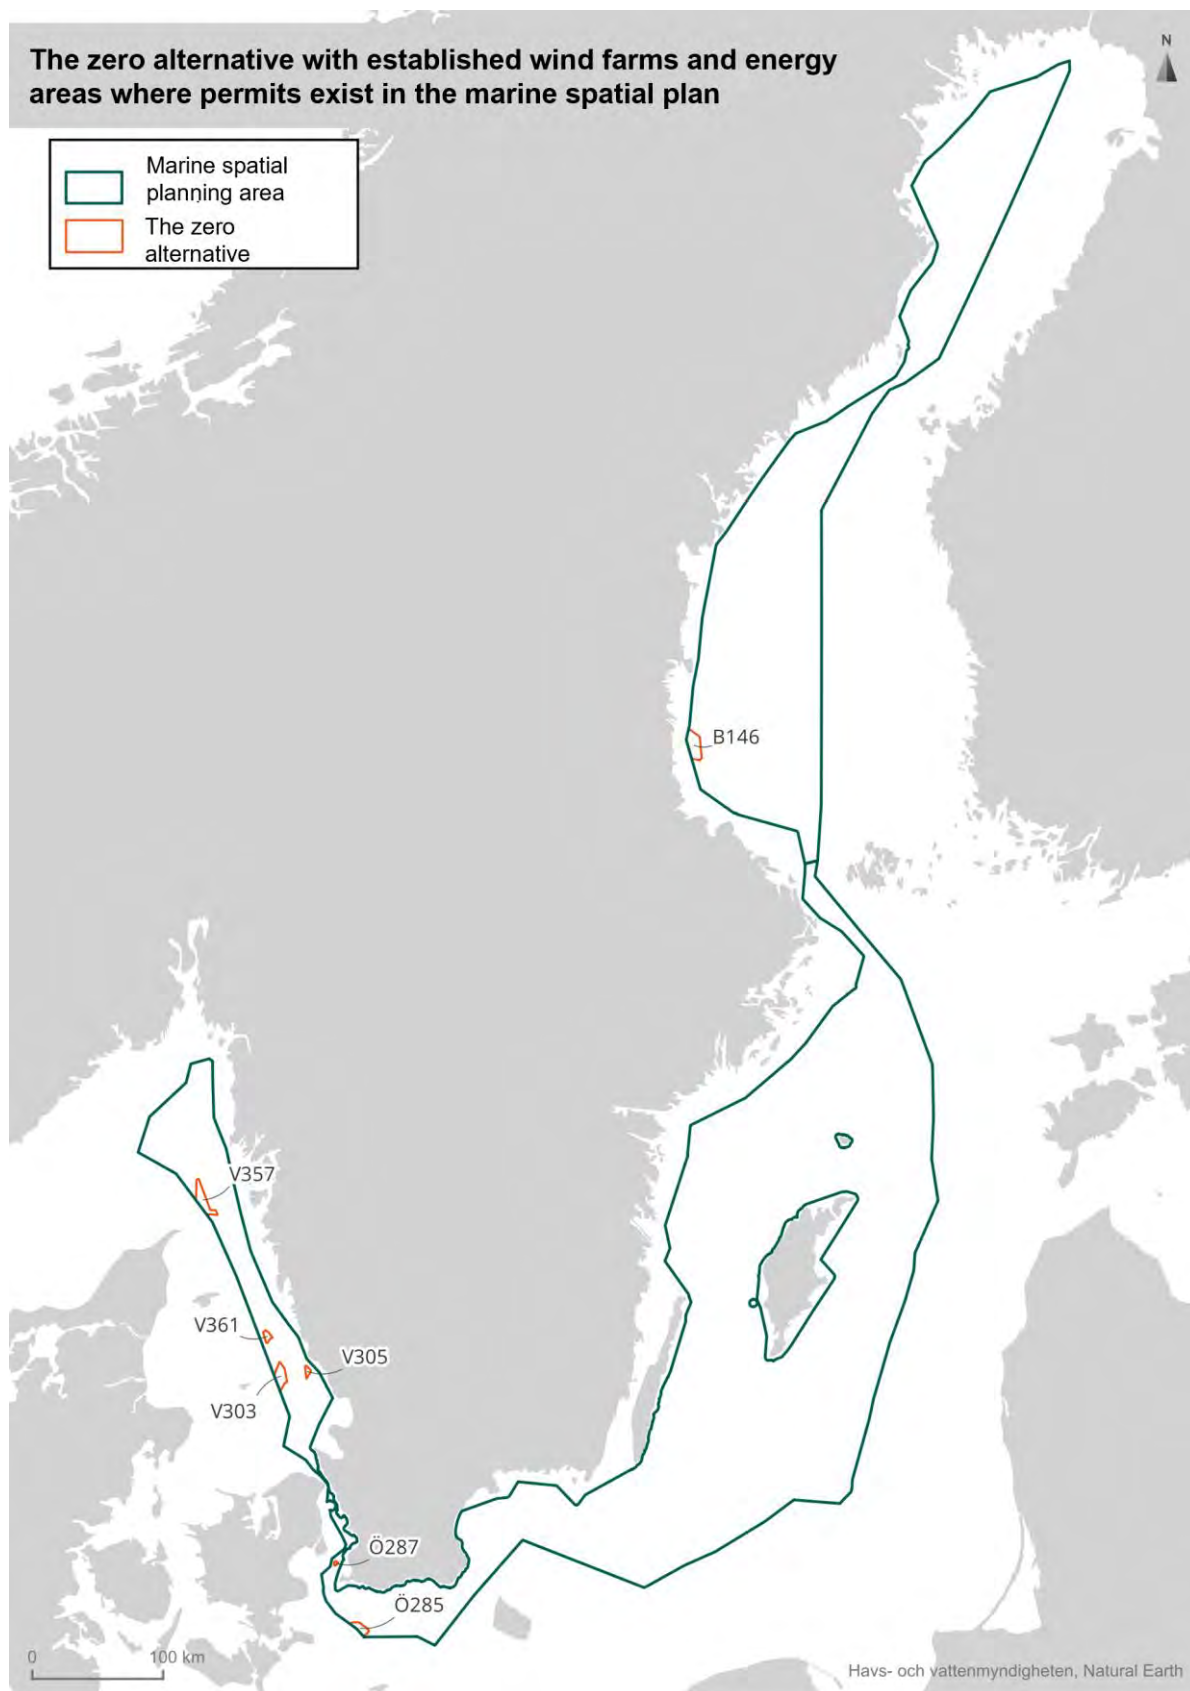 The zero alternative with established wind farms and energy
areas where permits exist in the marine spatial plan
N
Marine spatial
planning area
The zero
alternative
B146
V357
V361
V305
V303
Ö287
Ö285
0 100 km
Havs- och vattenmyndigheten, Natural Earth